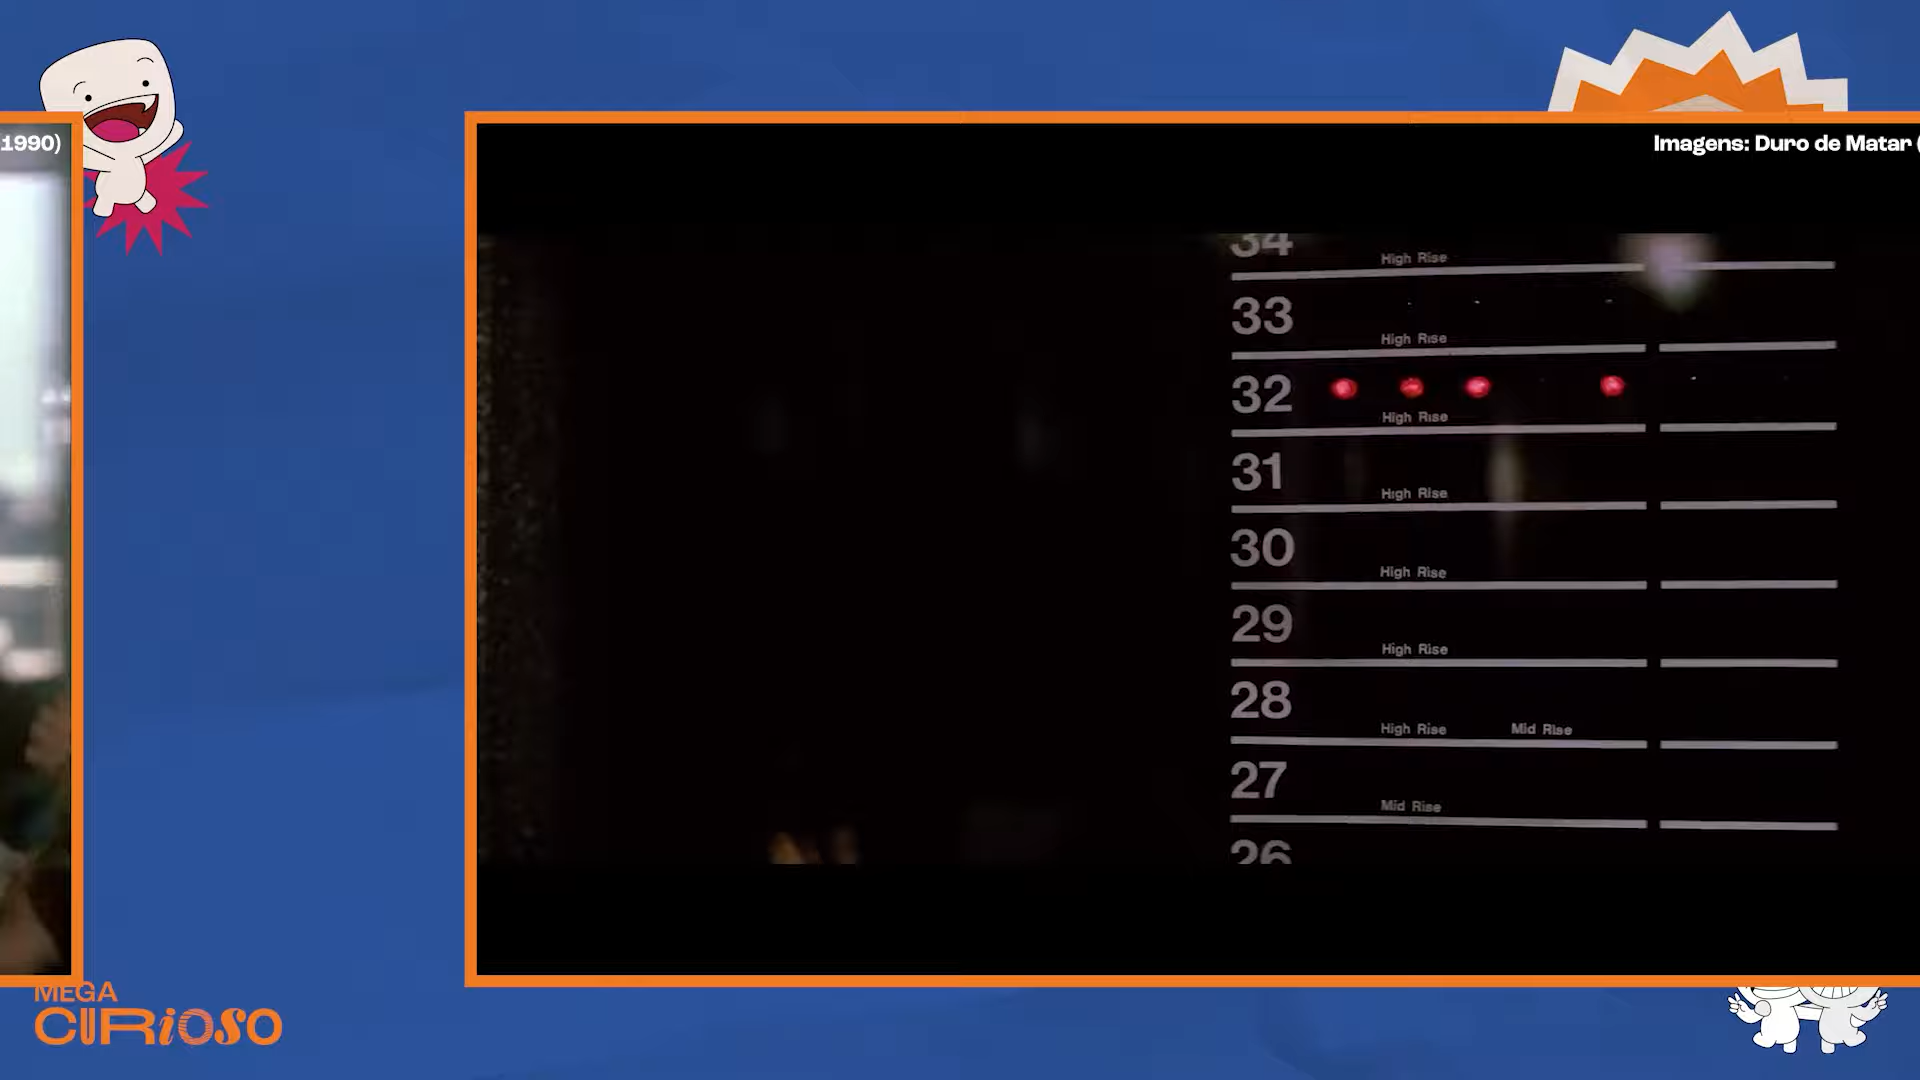 1990)
Imagens: Duro de Matar (
34
High Rise
33
High Rise
32
High Rise
31
High Rise
30
High Rise
29
High Rise
28
High Rise Mid Rise
27
Mid Rise
26
MEGA
CURIOSO